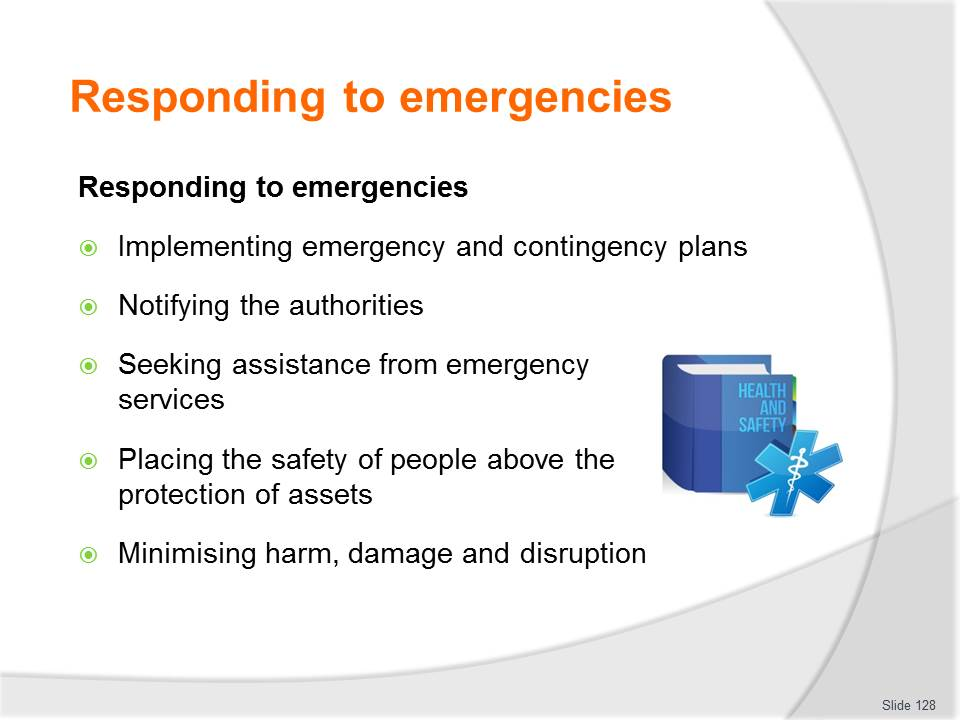 Responding to emergencies
Responding to emergencies
Implementing emergency and contingency plans
Notifying the authorities
Seeking assistance from emergency
services
HEALTH
AND
SAFETY
Placing the safety of people above the
protection of assets
Minimising harm, damage and disruption
Slide 128